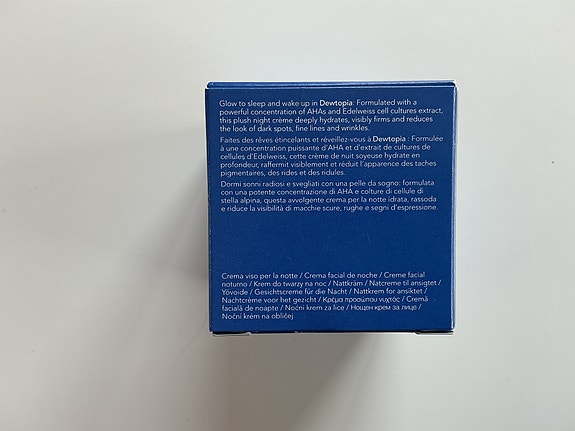 Glow to sleep and wake up in Dewtopia: Formulated with a
powerful concentration of AHAs and Edelweiss cell cultures extract,
this plush night crème deeply hydrates, visibly firms and reduces
the look of dark spots, fine lines and wrinkles.
Faites des rêves étincelants et réveillez-vous à Dewtopia : Formulée
à une concentration puissante d'AHA et d'extrait de cultures de
cellules d'Edelweiss, cette crème de nuit soyeuse hydrate en
profondeur, raffermit visiblement et réduit l'apparence des taches
pigmentaires, des rides et des ridules.
Dormi sonni radiosi e svegliati con una pelle da sogno: formulata
con una potente concentrazione di AHA e colture di cellule di
stella alpina, questa avvolgente crema per la notte idrata, rassoda
e riduce la visibilità di macchie scure, rughe e segni d'espressione.
Crema viso per la notte / Crema facial de noche / Creme facial
noturno / Krem do twarzy na noc / Nattkräm / Natcreme til ansigtet /
Yövoide / Gesichtscreme für die Nacht / Nattkrem for ansiktet /
Nachtcrème voor het gezicht / Κρέμα προσώπου νυχτός / Cremă
facială de noapte / Noćni krem za lice / Нощен крем за лице /
Noční krém na obličej